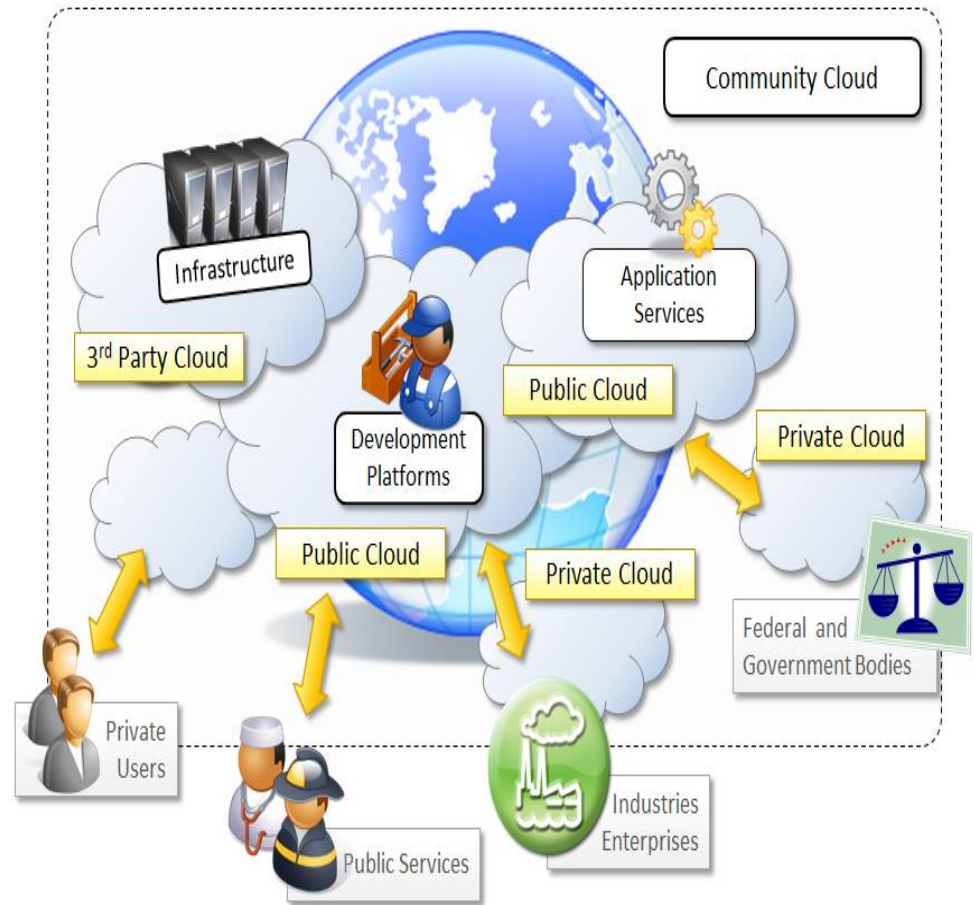 Community Cloud
Infrastructure
Application
Services
3rd Party Cloud
Public Cloud
Development
Platforms
Private Cloud
Public Cloud
Private Cloud
Federal and
Government Bodies
Private
Users
Industries
Enterprises
Public Services